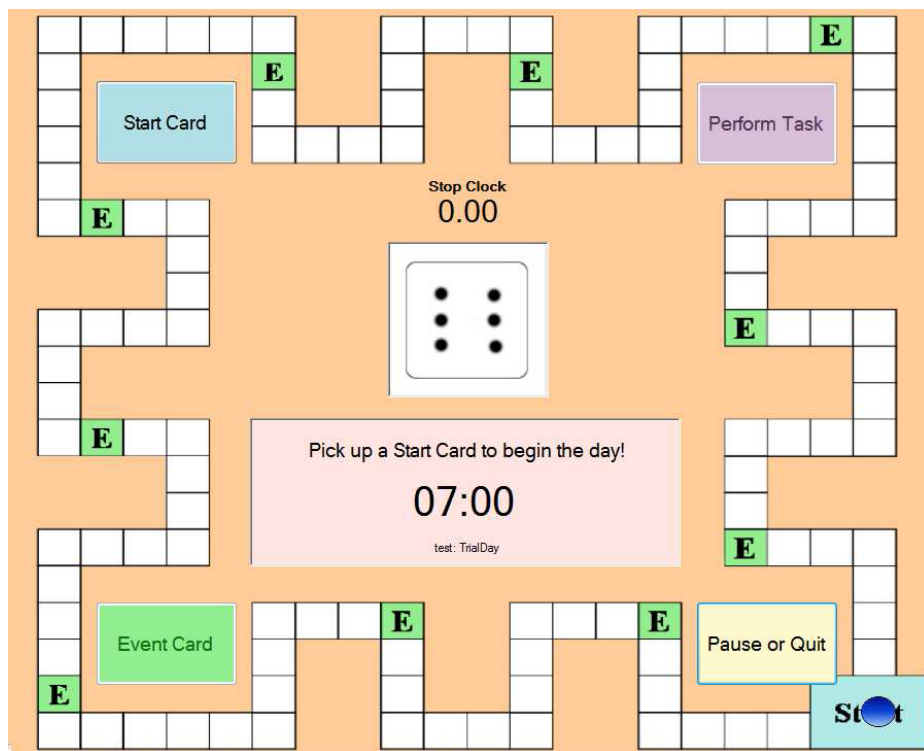 E
E
E
Start Card
Perform Task
Stop Clock
0.00
E
E
E
Pick up a Start Card to begin the day!
07:00
test: TrialDay
E
E
E
Event Card
Pause or Quit
E
St t